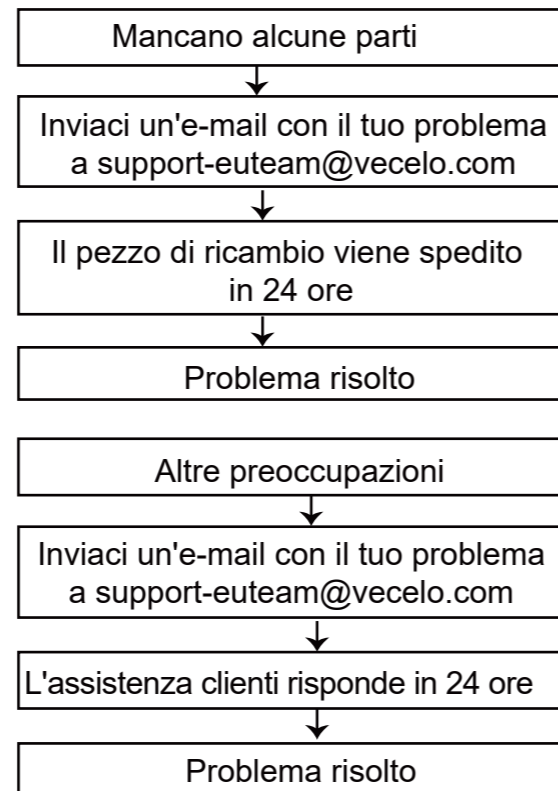 Mancano alcune parti
Inviaci un'e-mail con il tuo problema
a support-euteam@vecelo.com
Il pezzo di ricambio viene spedito
in 24 ore
Problema risolto
Altre preoccupazioni
Inviaci un'e-mail con il tuo problema
a support-euteam@vecelo.com
L'assistenza clienti risponde in 24 ore
Problema risolto